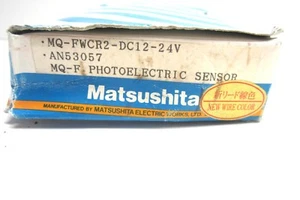 ·MQ-FWCR2-DC12-24V
·AN53057
MQ-F PHOTOELECTRIC SENSOR
Matsushita
MANUFACTURED BY MATSUSHITA ELECTRIC WORKS, LTD.
新リード線色
NEW WIRE COLOR